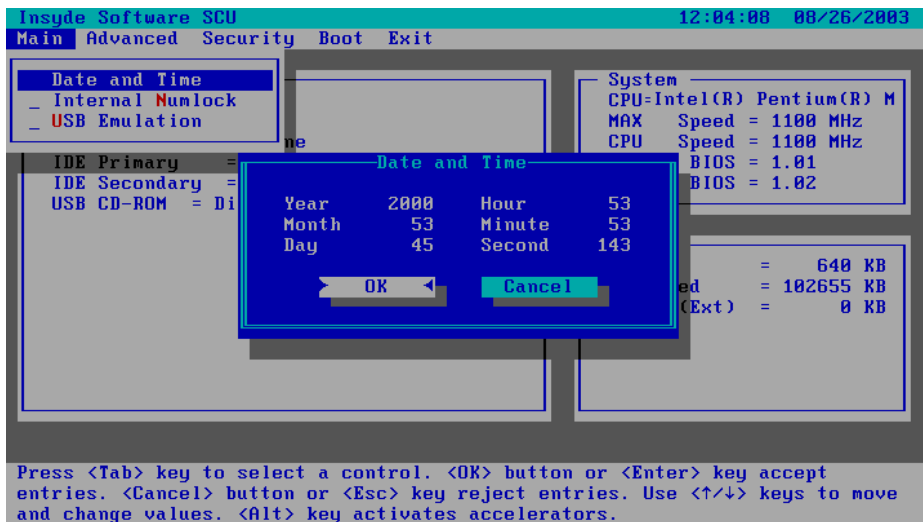 Insyde Software SCU 12:04:08 08/26/2003
Main Advanced Security Boot Exit
Date and Time
_ Internal Numlock
_ USB Emulation
IDE Primary =
IDE Secondary =
USB CD-ROM = Di
System
CPU=Intel(R) Pentium(R) M
MAX Speed = 1100 MHz
CPU Speed = 1100 MHz
BIOS = 1.01
BIOS = 1.02
Date and Time
Year 2000 Hour 53
Month 53 Minute 53
Day 45 Second 143
OK Cancel
= 640 KB
ed = 102655 KB
(Ext) = 0 KB
Press <Tab> key to select a control. <OK> button or <Enter> key accept
entries. <Cancel> button or <Esc> key reject entries. Use <↑/↓> keys to move
and change values. <Alt> key activates accelerators.